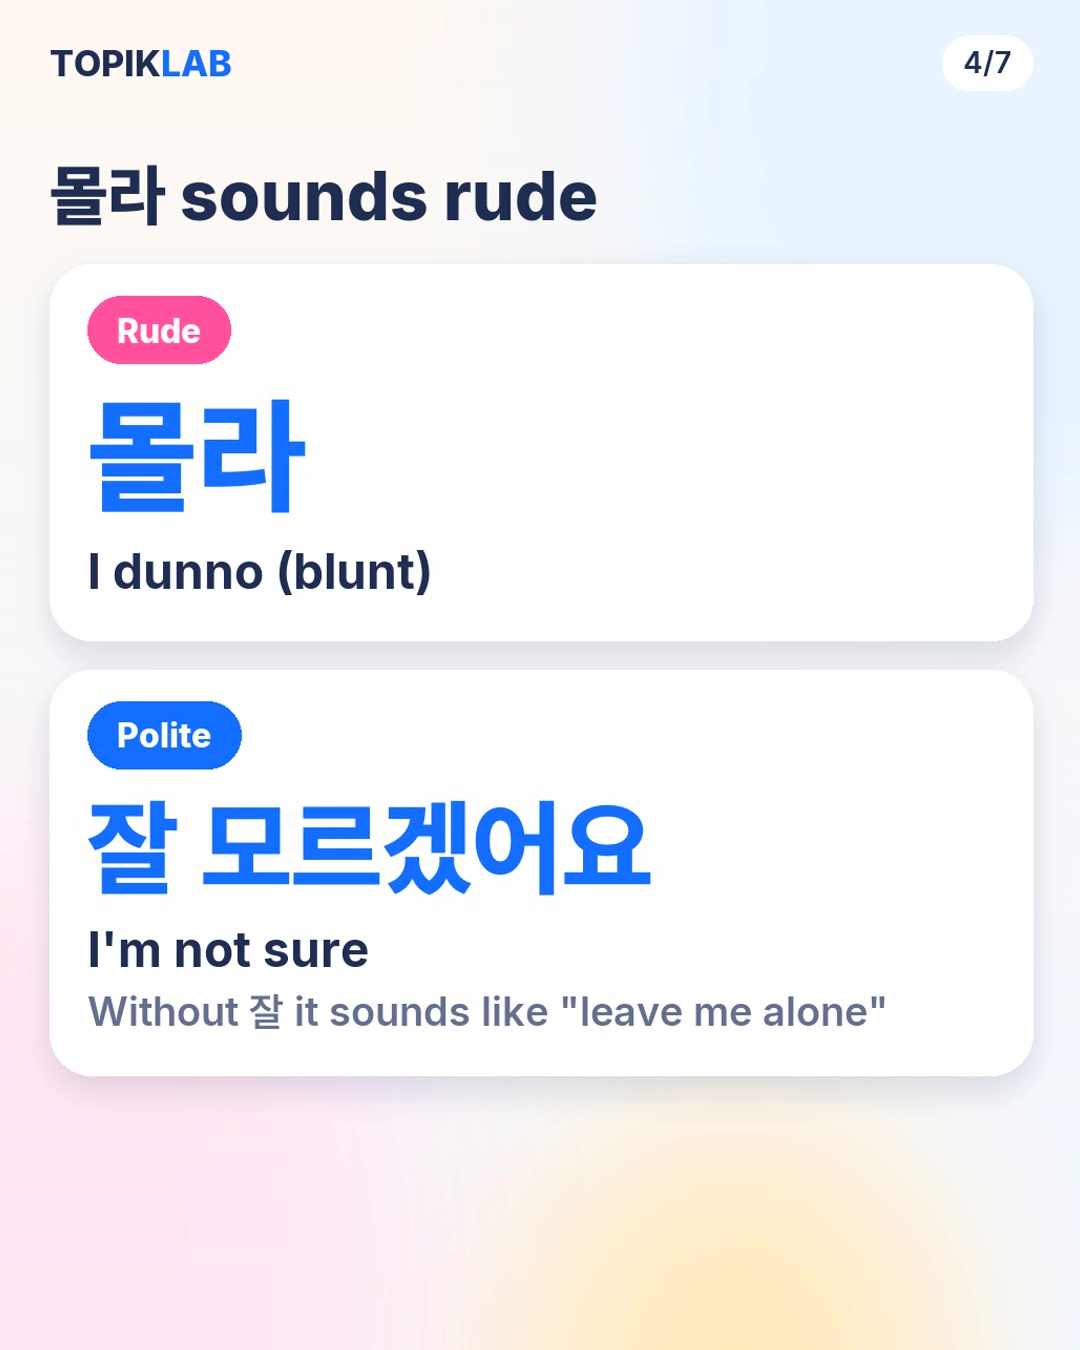 TOPIKLAB
4/7
몰라 sounds rude
Rude
몰라
I dunno (blunt)
Polite
잘 모르겠어요
I'm not sure
Without 잘 it sounds like "leave me alone"